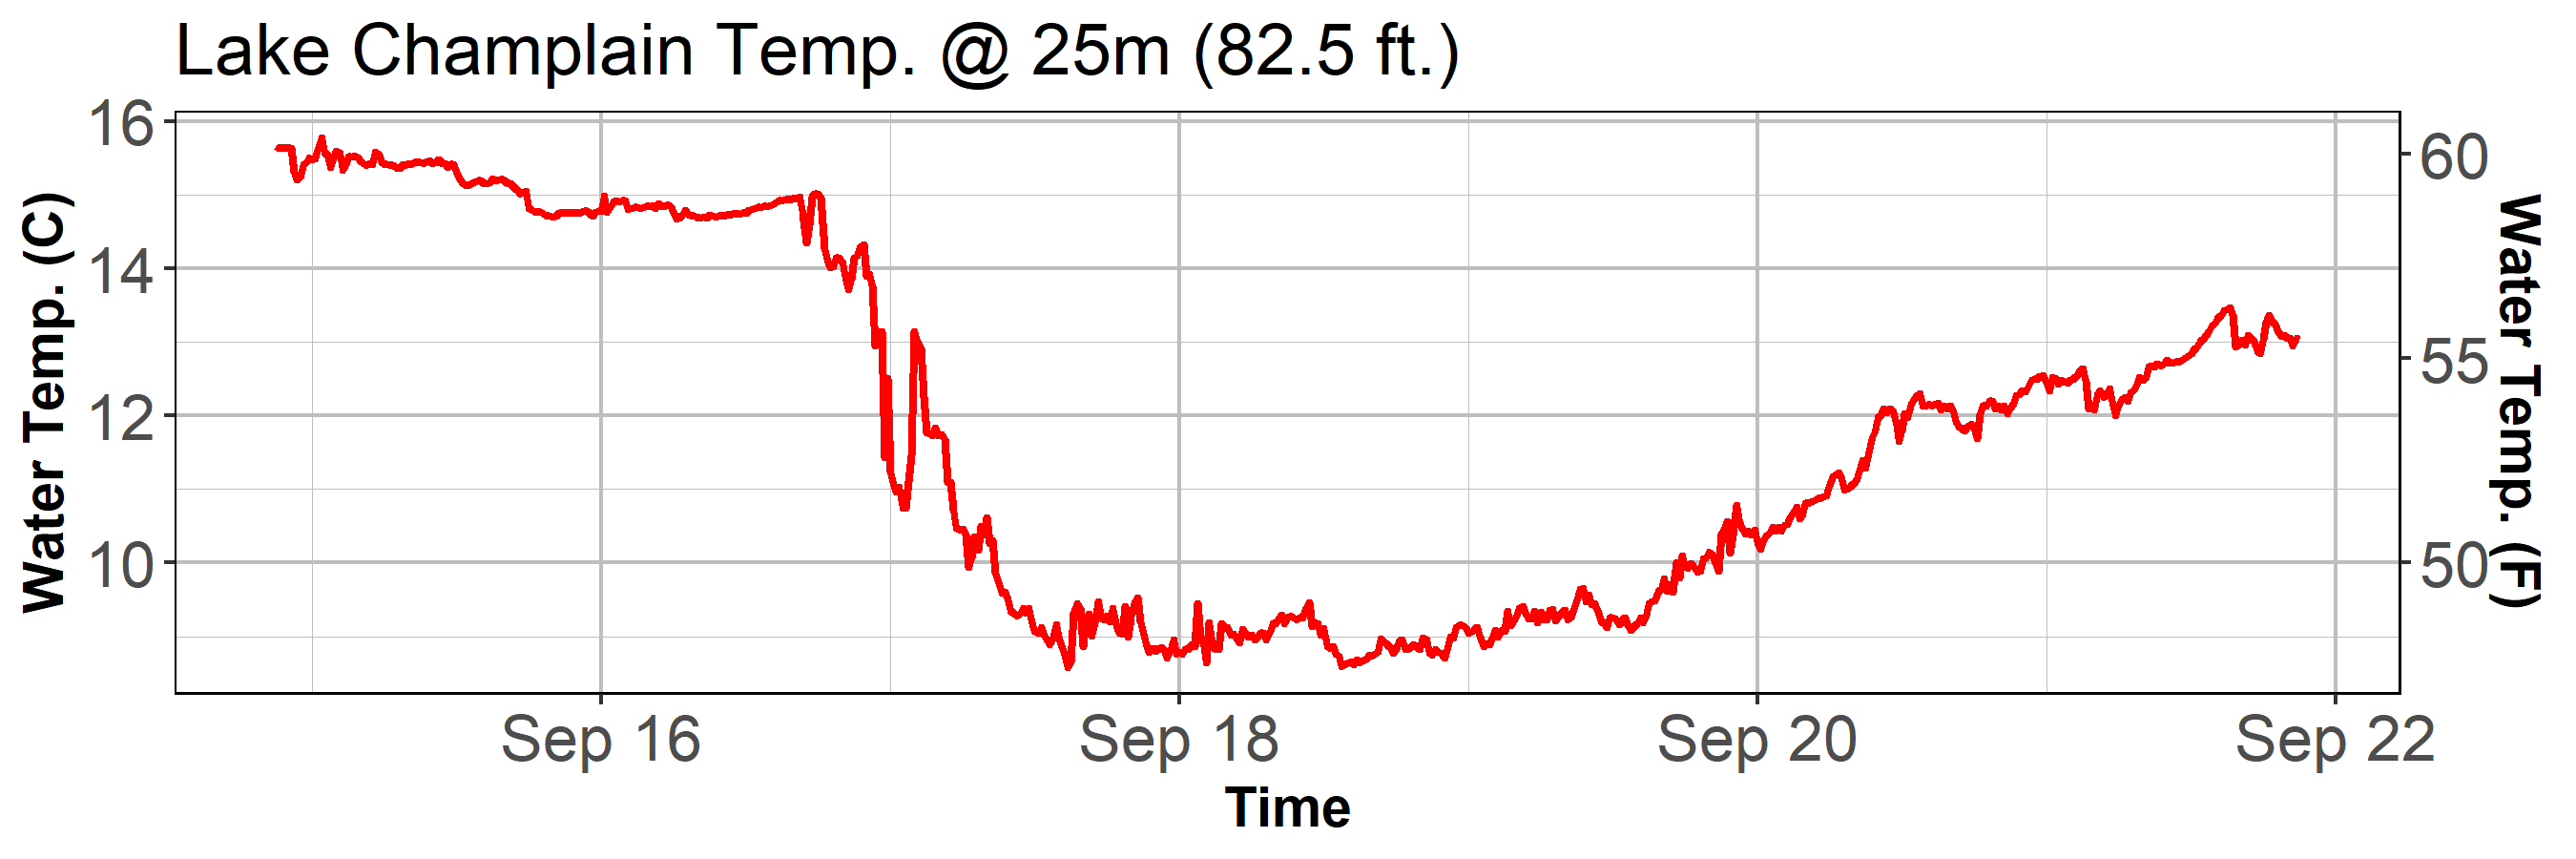 Lake Champlain Temp. @ 25m (82.5 ft.)
Water Temp. (C)
16
14
12
10
60
55
50
Water Temp. (F)
Sep 16 Sep 18 Sep 20 Sep 22
Time